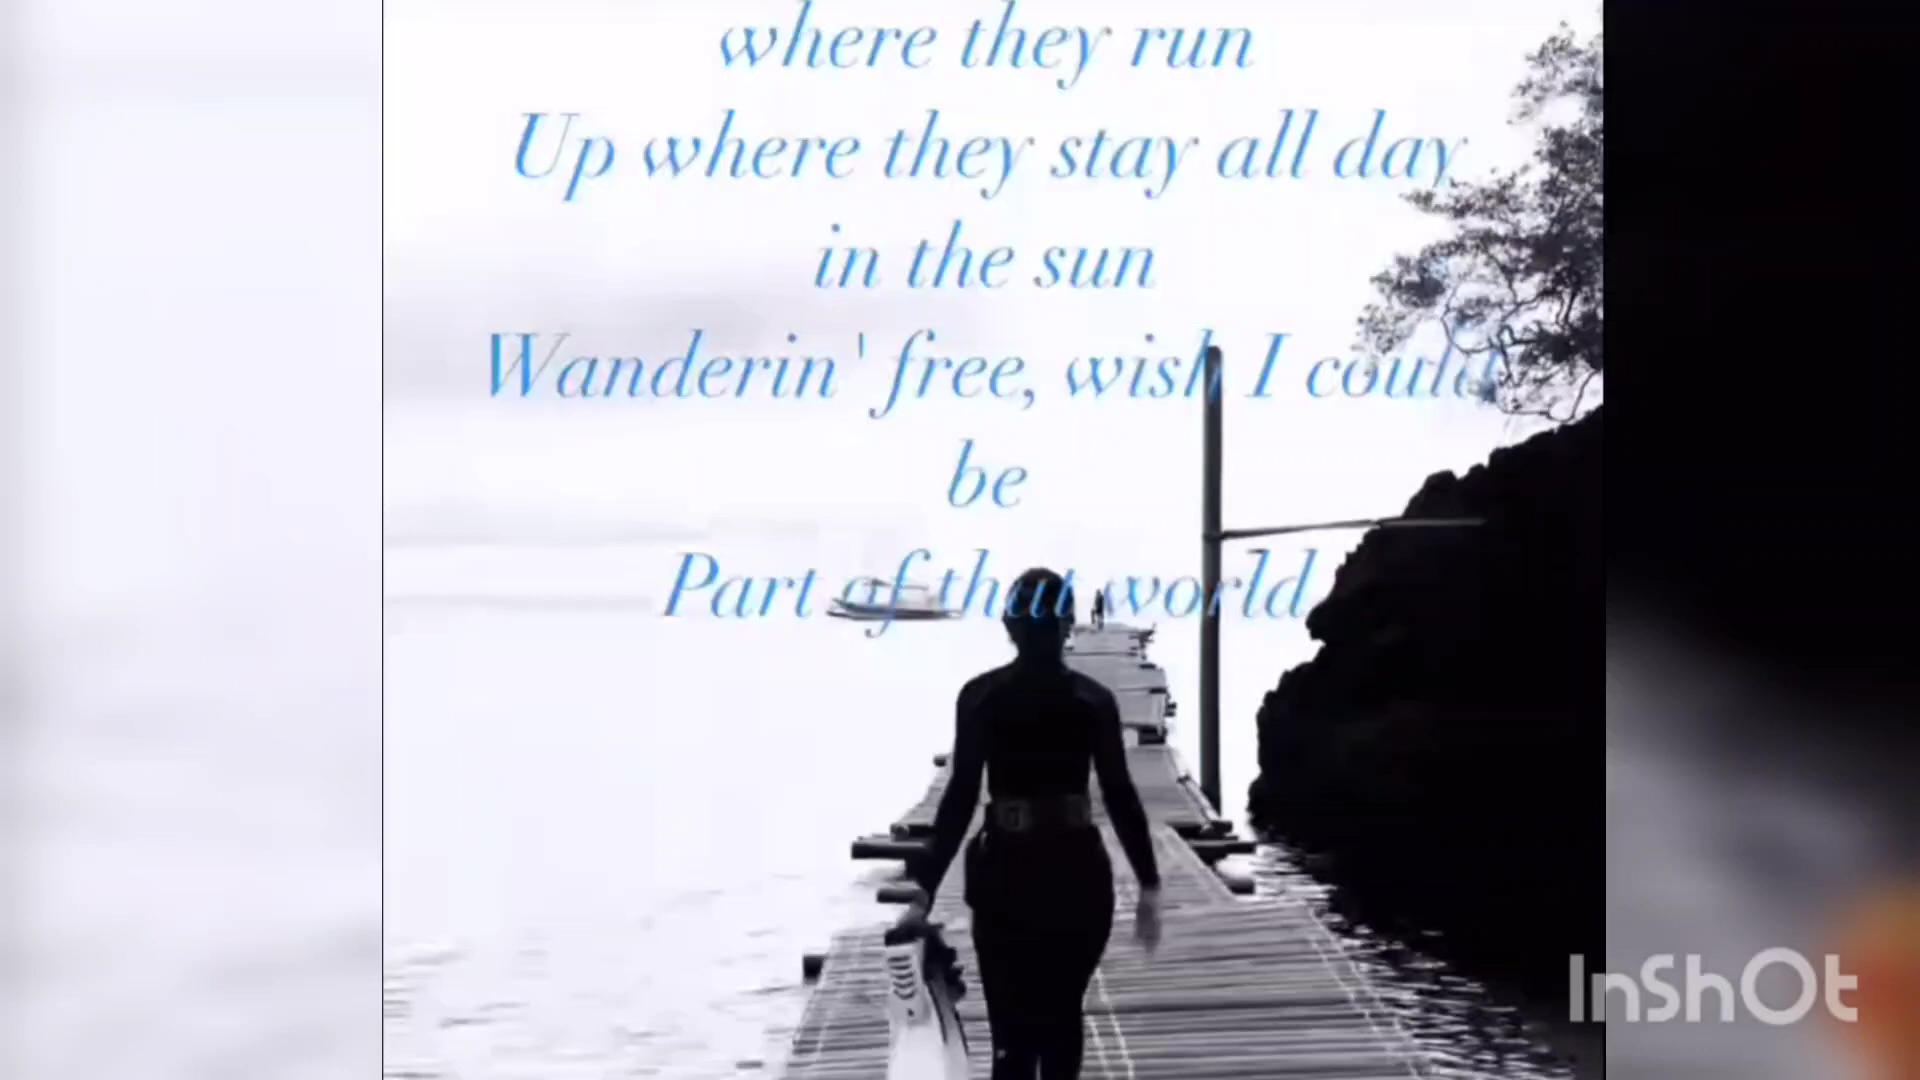 where they run
Up where they stay all day
in the sun
Wanderin' free, wish I could
be
Part of that world
InShOt